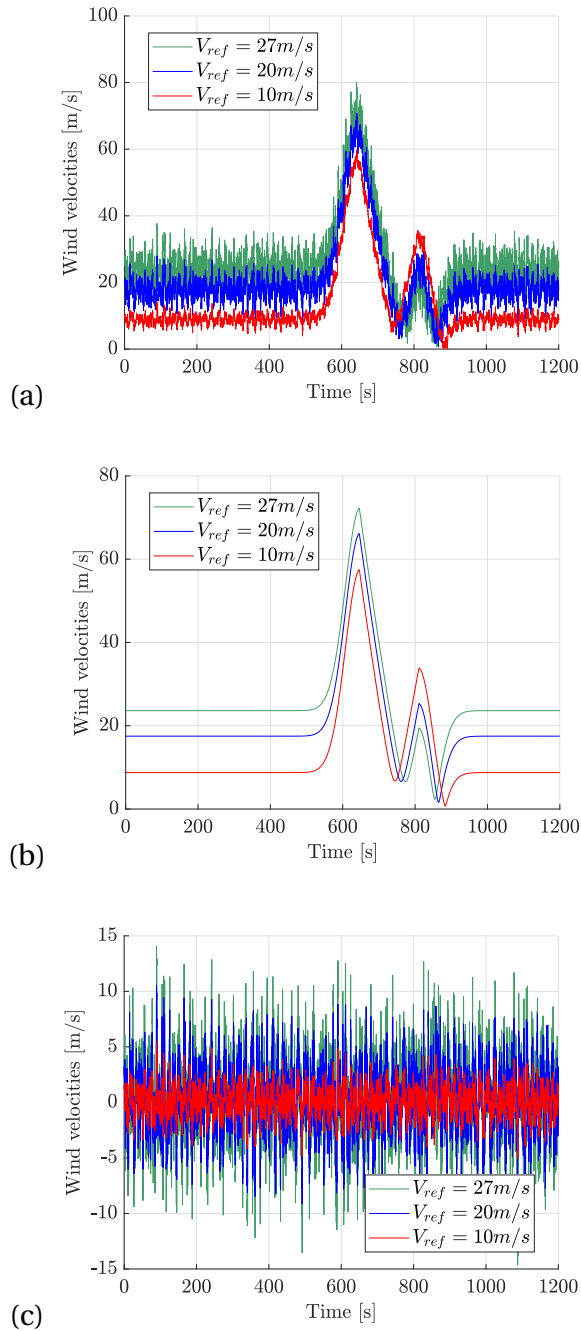 100
80
60
40
20
0
Wind velocities [m/s]
V_ref = 27m/s
V_ref = 20m/s
V_ref = 10m/s
0 200 400 600 800 1000 1200
Time [s]
(a)
80
60
40
20
0
Wind velocities [m/s]
V_ref = 27m/s
V_ref = 20m/s
V_ref = 10m/s
0 200 400 600 800 1000 1200
Time [s]
(b)
15
10
5
0
-5
-10
-15
Wind velocities [m/s]
V_ref = 27m/s
V_ref = 20m/s
V_ref = 10m/s
0 200 400 600 800 1000 1200
Time [s]
(c)